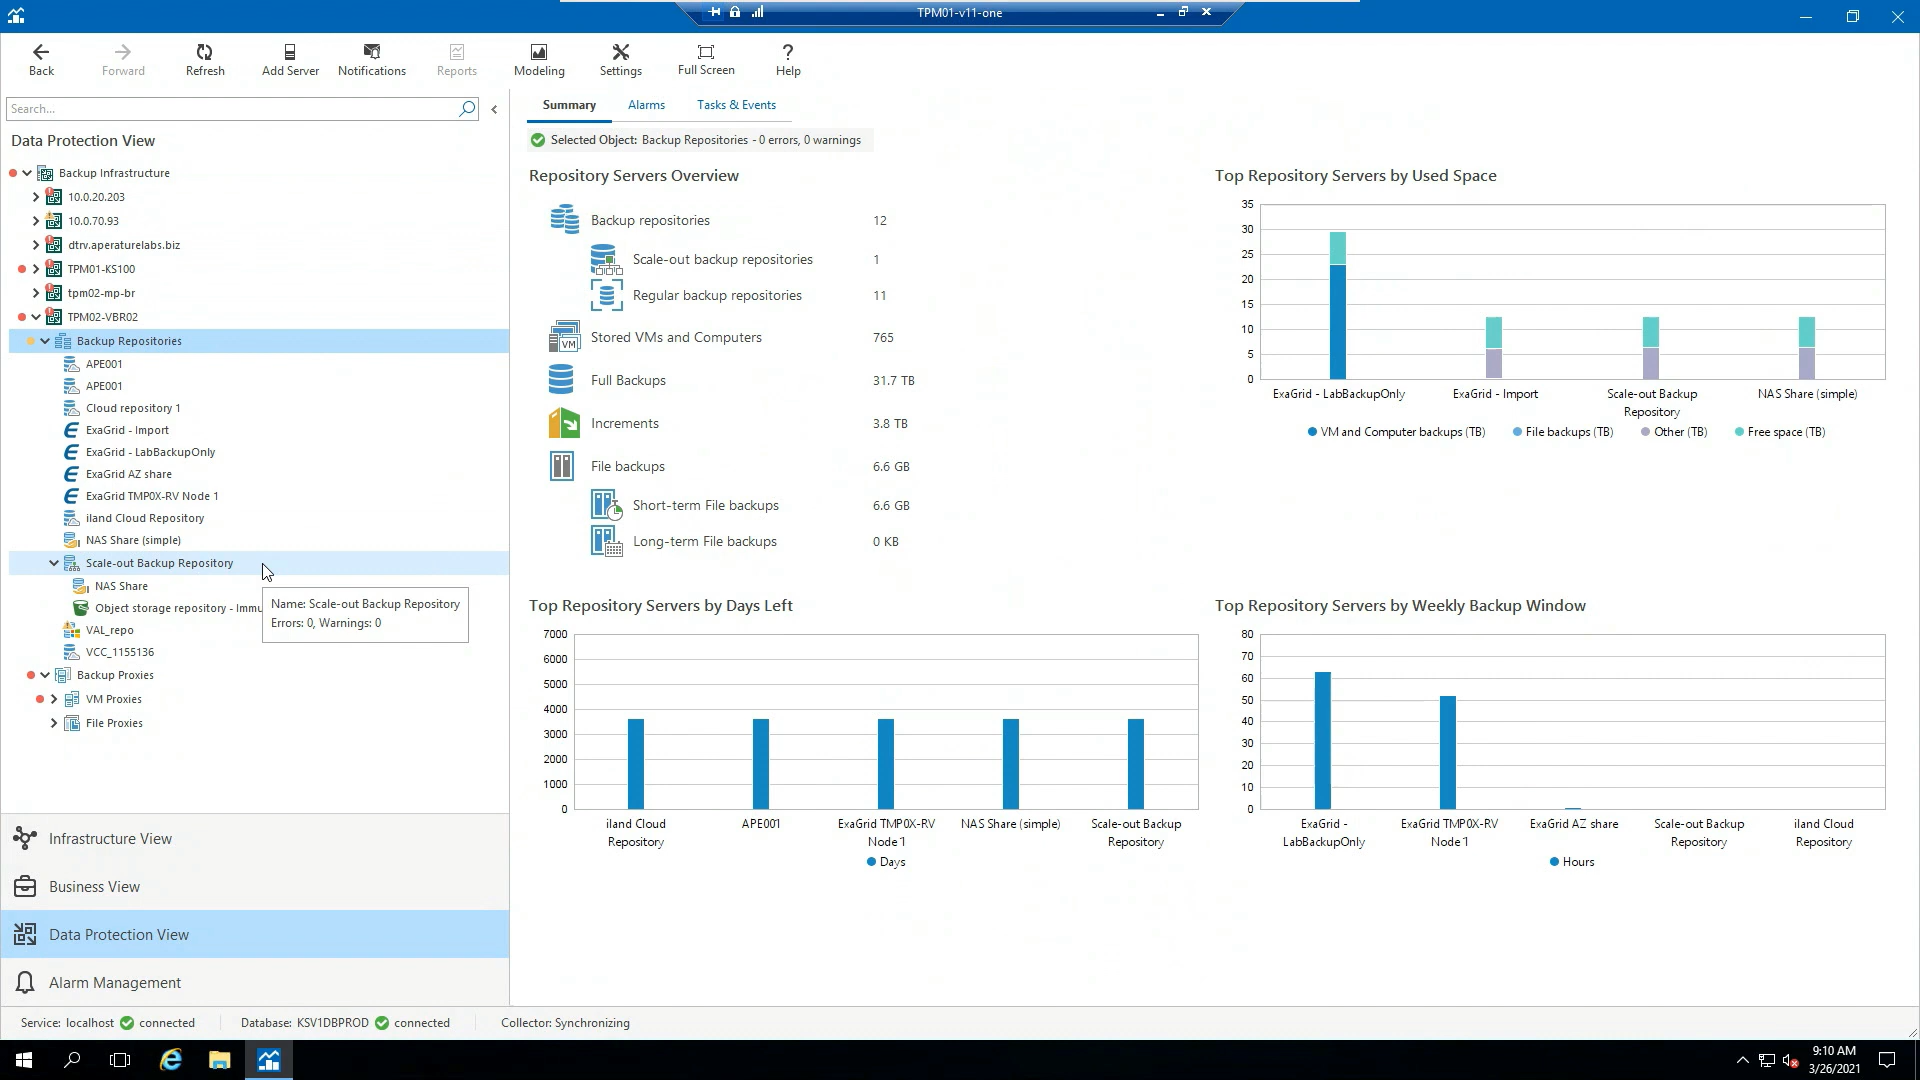 TPM01-v11-one
Back
Forward
Refresh
Add Server
Notifications
Reports
Modeling
Settings
Full Screen
Help
Search...
Data Protection View
Backup Infrastructure
10.0.20.203
10.0.70.93
dtrv.aperaturelabs.biz
TPM01-KS100
tpm02-mp-br
TPM02-VBR02
Backup Repositories
APE001
APE001
Cloud repository 1
ExaGrid - Import
ExaGrid - LabBackupOnly
ExaGrid AZ share
ExaGrid TMP0X-RV Node 1
iland Cloud Repository
NAS Share (simple)
Scale-out Backup Repository
NAS Share
Object storage repository - Immu
VAL_repo
VCC_1155136
Backup Proxies
VM Proxies
File Proxies
Name: Scale-out Backup Repository
Errors: 0, Warnings: 0
Infrastructure View
Business View
Data Protection View
Alarm Management
Summary
Alarms
Tasks & Events
Selected Object: Backup Repositories - 0 errors, 0 warnings
Repository Servers Overview
Backup repositories 12
Scale-out backup repositories 1
Regular backup repositories 11
VM
Stored VMs and Computers 765
Full Backups 31.7 TB
Increments 3.8 TB
File backups 6.6 GB
Short-term File backups 6.6 GB
Long-term File backups 0 KB
Top Repository Servers by Used Space
35
30
25
20
15
10
5
0
ExaGrid - LabBackupOnly
ExaGrid - Import
Scale-out Backup
Repository
NAS Share (simple)
VM and Computer backups (TB)
File backups (TB)
Other (TB)
Free space (TB)
Top Repository Servers by Days Left
7000
6000
5000
4000
3000
2000
1000
0
iland Cloud
Repository
APE001
ExaGrid TMP0X-RV
Node 1
NAS Share (simple)
Scale-out Backup
Repository
Days
Top Repository Servers by Weekly Backup Window
80
70
60
50
40
30
20
10
0
ExaGrid -
LabBackupOnly
ExaGrid TMP0X-RV
Node 1
ExaGrid AZ share
Scale-out Backup
Repository
iland Cloud
Repository
Hours
Service: localhost connected
Database: KSV1DBPROD connected
Collector: Synchronizing
9:10 AM
3/26/2021